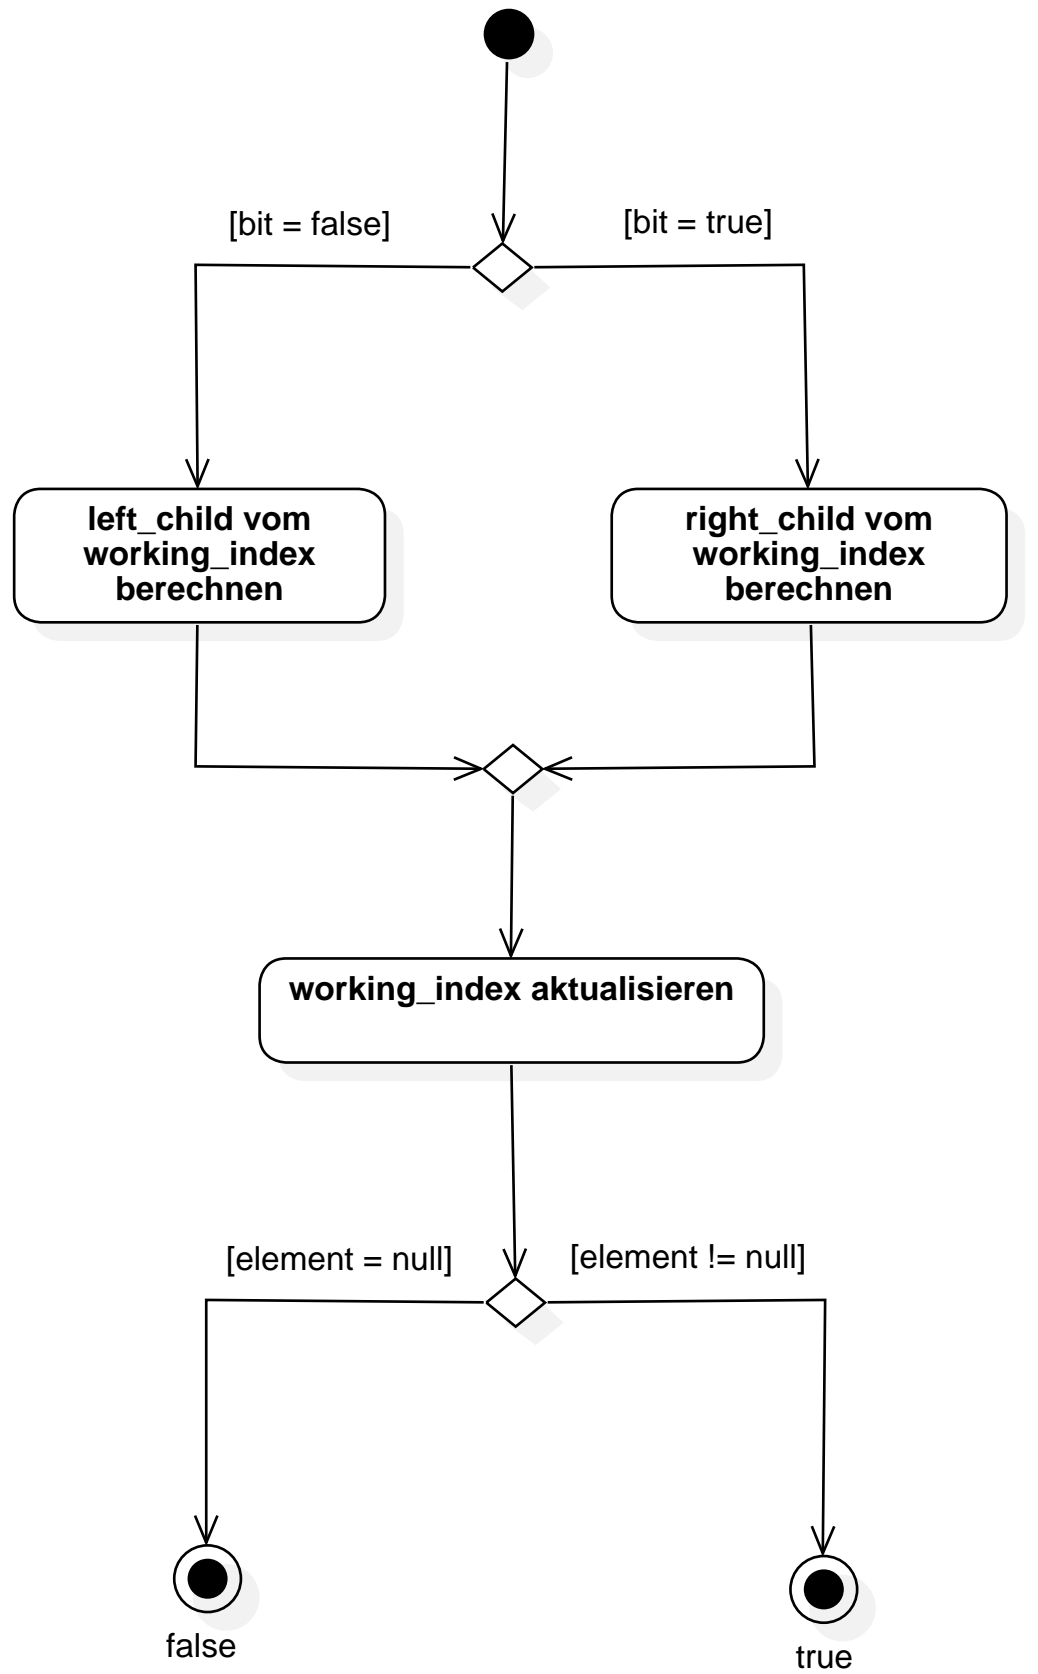 [bit = false]
[bit = true]
left_child vom
working_index
berechnen
right_child vom
working_index
berechnen
working_index aktualisieren
[element = null]
[element != null]
false
true